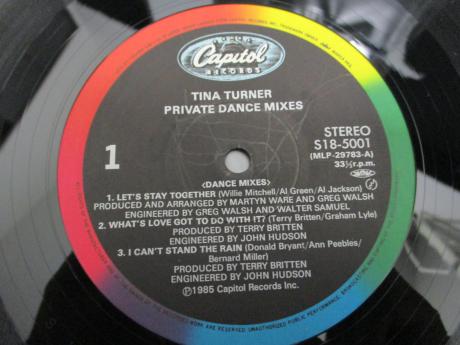 Capitol
RECORDS
TINA TURNER
PRIVATE DANCE MIXES
1
STEREO
S18-5001
(MLP-29783-A)
33⅓r.p.m.
<DANCE MIXES>
1. LET'S STAY TOGETHER (Willie Mitchell/Al Green/Al Jackson)
PRODUCED AND ARRANGED BY MARTYN WARE AND GREG WALSH
ENGINEERED BY GREG WALSH AND WALTER SAMUEL
2. WHAT'S LOVE GOT TO DO WITH IT? (Terry Britten/Graham Lyle)
PRODUCED BY TERRY BRITTEN
ENGINEERED BY JOHN HUDSON
3. I CAN'T STAND THE RAIN (Donald Bryant/Ann Peebles/
Bernard Miller)
PRODUCED BY TERRY BRITTEN
ENGINEERED BY JOHN HUDSON
℗1985 Capitol Records Inc.